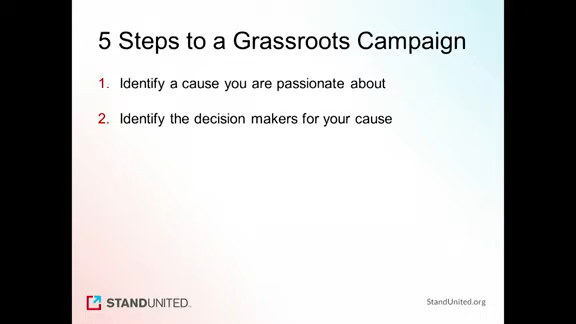 5 Steps to a Grassroots Campaign
1. Identify a cause you are passionate about
2. Identify the decision makers for your cause
STANDUNITED
StandUnited.org